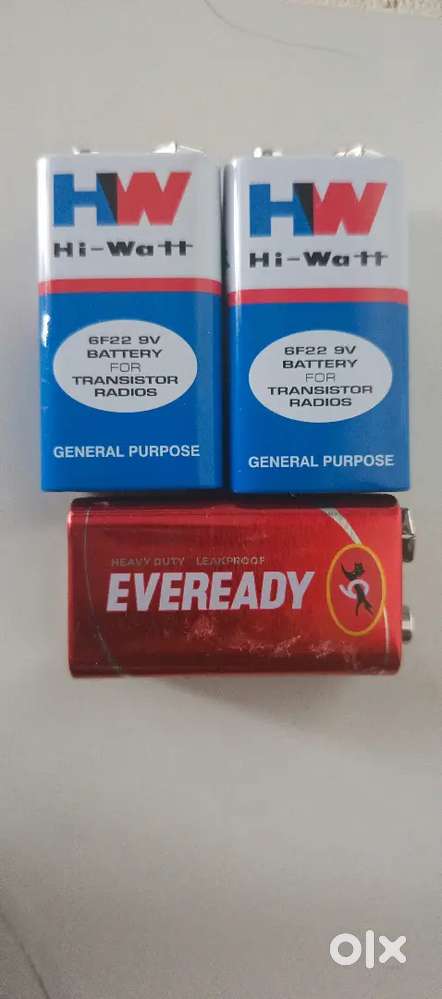 HW
Hi-Watt
6F22 9V
BATTERY
FOR
TRANSISTOR
RADIOS
GENERAL PURPOSE
HW
Hi-Watt
6F22 9V
BATTERY
FOR
TRANSISTOR
RADIOS
GENERAL PURPOSE
HEAVY DUTY LEAKPROOF
EVEREADY
9
olx